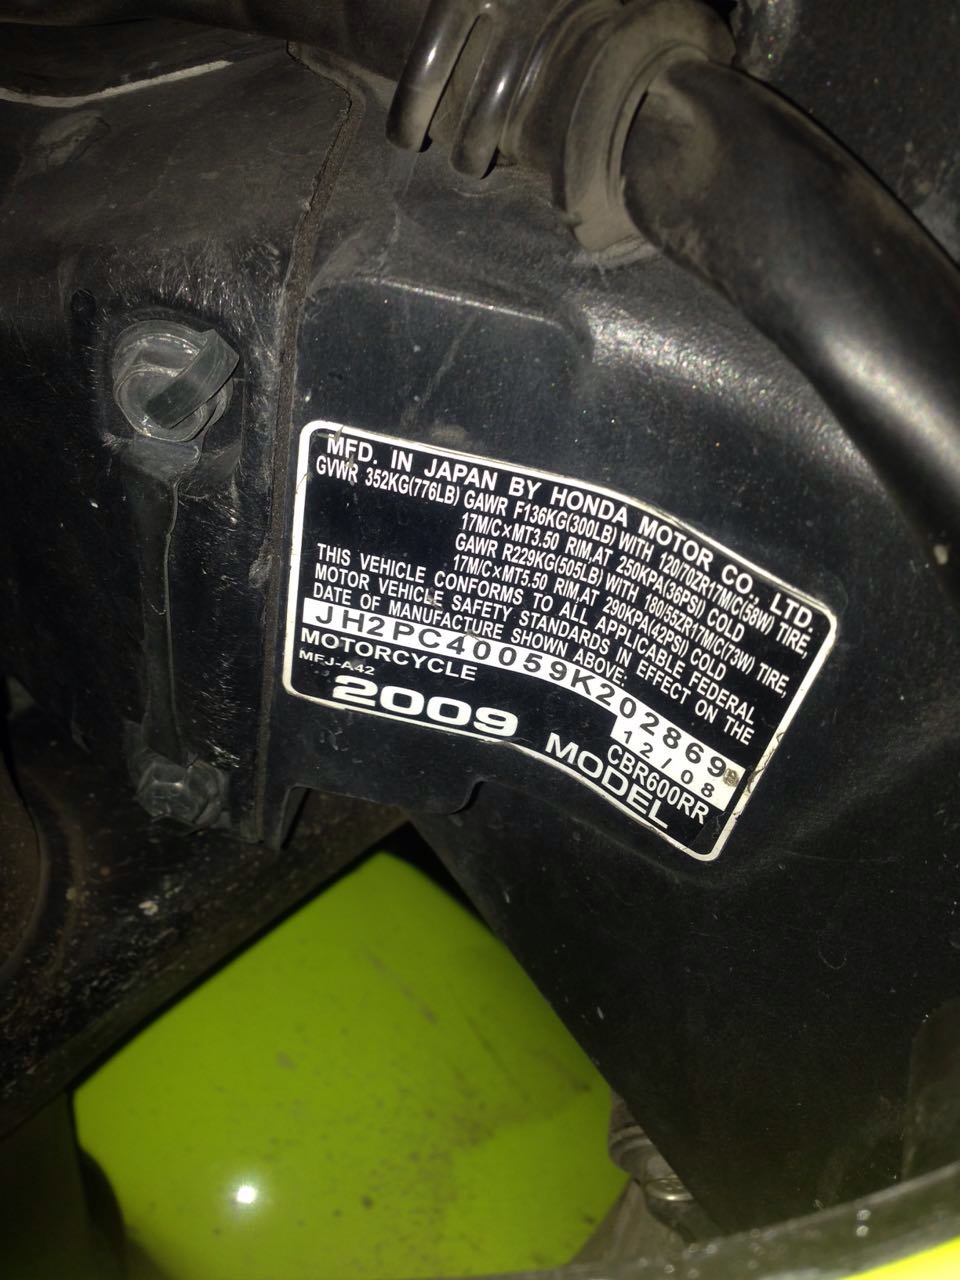 MFD. IN JAPAN BY HONDA MOTOR CO., LTD.
GVWR 352KG(776LB) GAWR F136KG(300LB) WITH 120/70ZR17M/C(58W) TIRE,
17M/C×MT3.50 RIM,AT 250KPA(36PSI) COLD
GAWR R229KG(505LB) WITH 180/55ZR17M/C(73W) TIRE,
17M/C×MT5.50 RIM,AT 290KPA(42PSI) COLD
THIS VEHICLE CONFORMS TO ALL APPLICABLE FEDERAL
MOTOR VEHICLE SAFETY STANDARDS IN EFFECT ON THE
DATE OF MANUFACTURE SHOWN ABOVE.
JH2PC40059K202869
MOTORCYCLE 12/08
MFJ-A42 CBR600RR
2009 MODEL